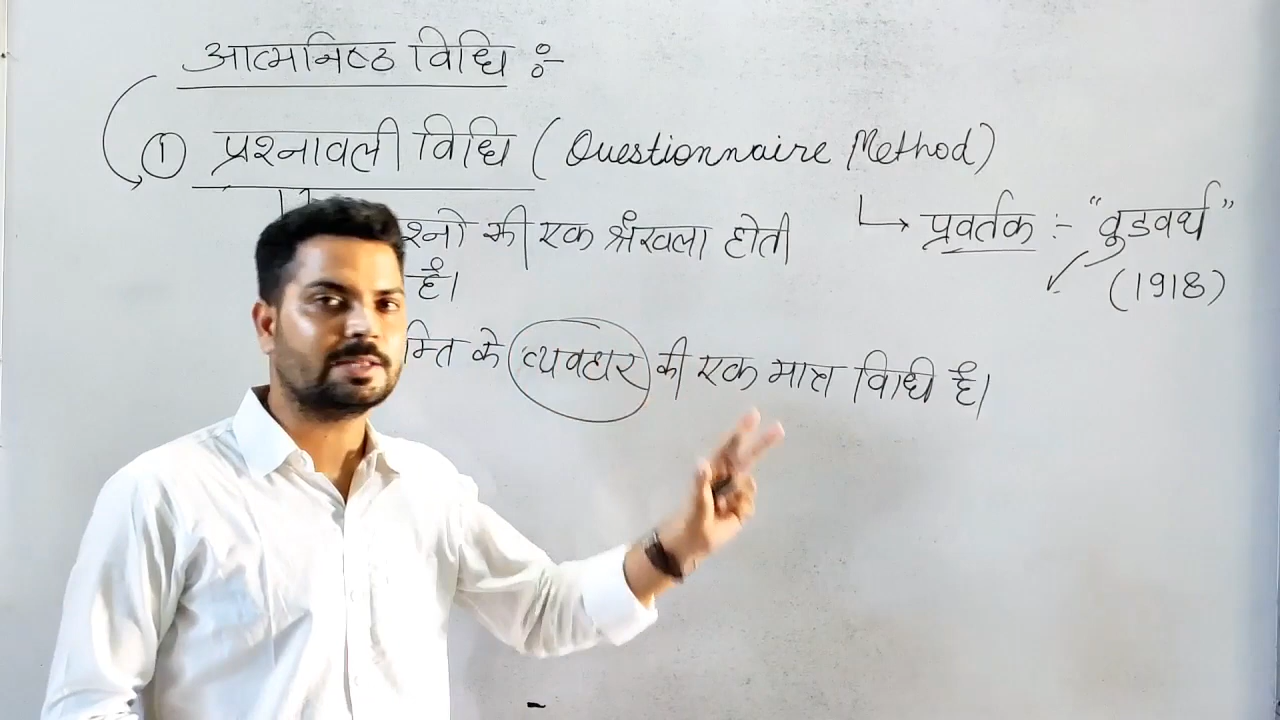 आत्मनिष्ठ विधि :-
① प्रश्नावली विधि (Questionnaire Method)
की एक श्रृंखला होती
है।
→ प्रवर्तक :- "वुडवर्थ"
(1918)
के व्यवहार की एक मात्र विधि है।